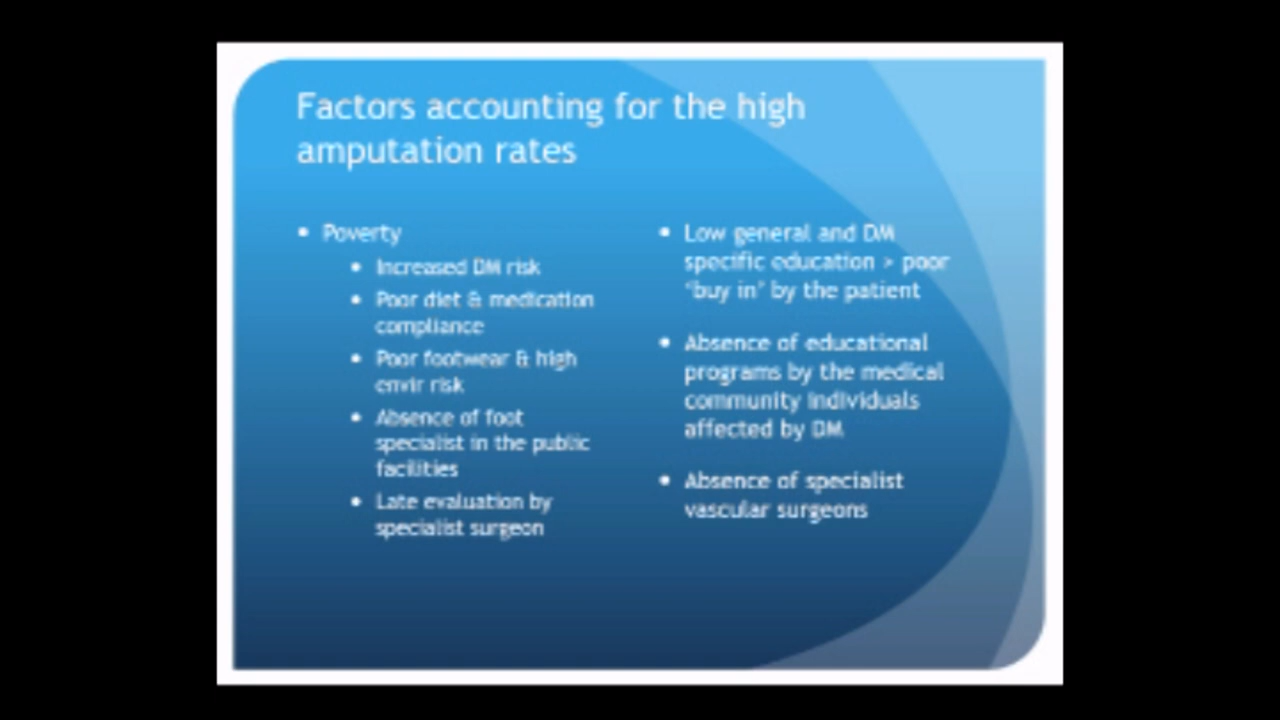 Factors accounting for the high
amputation rates
• Poverty
• Increased DM risk
• Poor diet & medication
compliance
• Poor footwear & high
envir risk
• Absence of foot
specialist in the public
facilities
• Late evaluation by
specialist surgeon
• Low general and DM
specific education > poor
"buy in" by the patient
• Absence of educational
programs by the medical
community individuals
affected by DM
• Absence of specialist
vascular surgeons